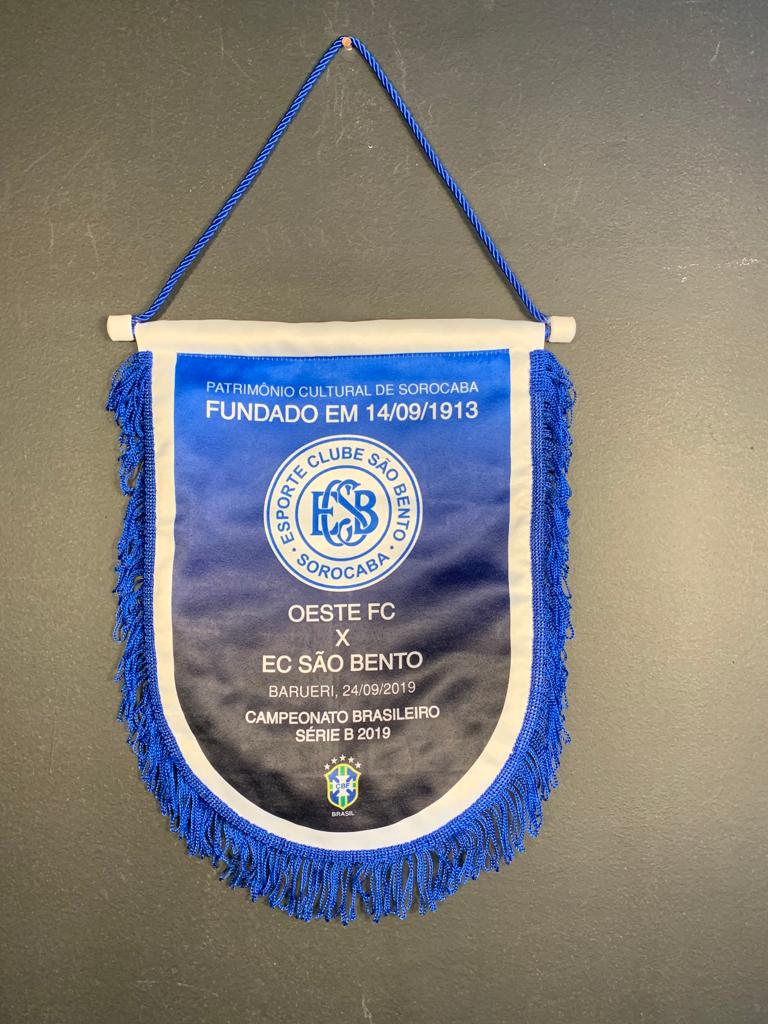 PATRIMÔNIO CULTURAL DE SOROCABA
FUNDADO EM 14/09/1913
ESPORTE CLUBE SÃO BENTO
ECSB
· SOROCABA ·
OESTE FC
X
EC SÃO BENTO
BARUERI, 24/09/2019
CAMPEONATO BRASILEIRO
SÉRIE B 2019
CBF
BRASIL